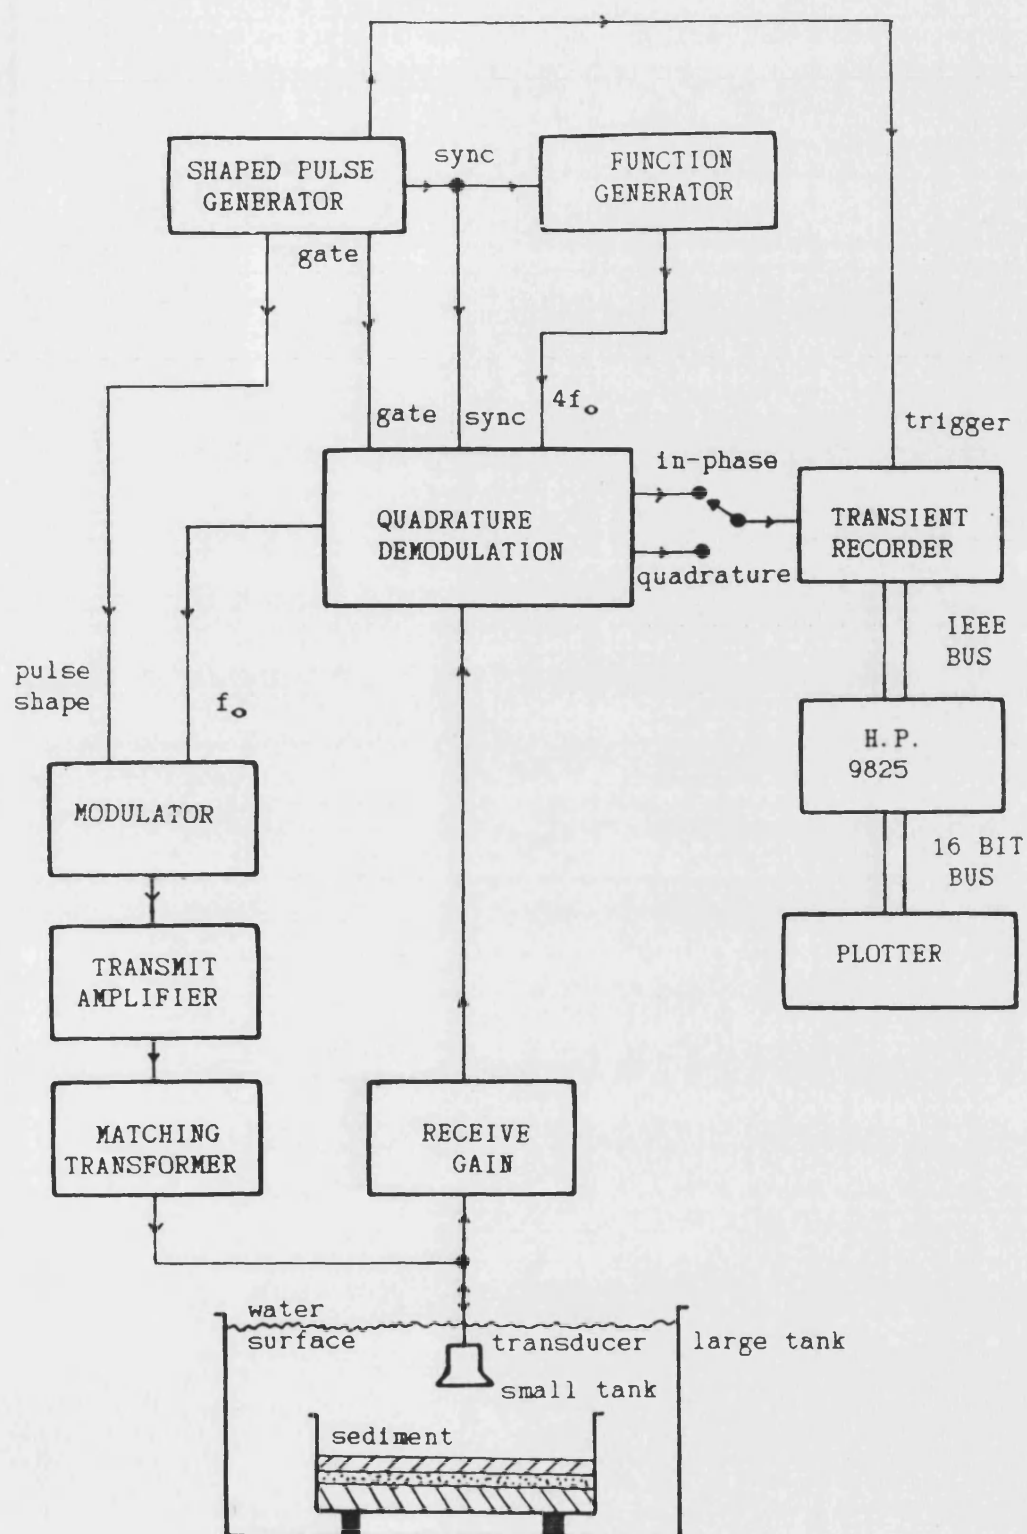 SHAPED PULSE
GENERATOR
sync
FUNCTION
GENERATOR
gate
gate
sync
4fo
trigger
in-phase
QUADRATURE
DEMODULATION
quadrature
TRANSIENT
RECORDER
IEEE
BUS
pulse
shape
fo
H.P.
9825
MODULATOR
16 BIT
BUS
TRANSMIT
AMPLIFIER
PLOTTER
MATCHING
TRANSFORMER
RECEIVE
GAIN
water
surface
transducer
large tank
small tank
sediment